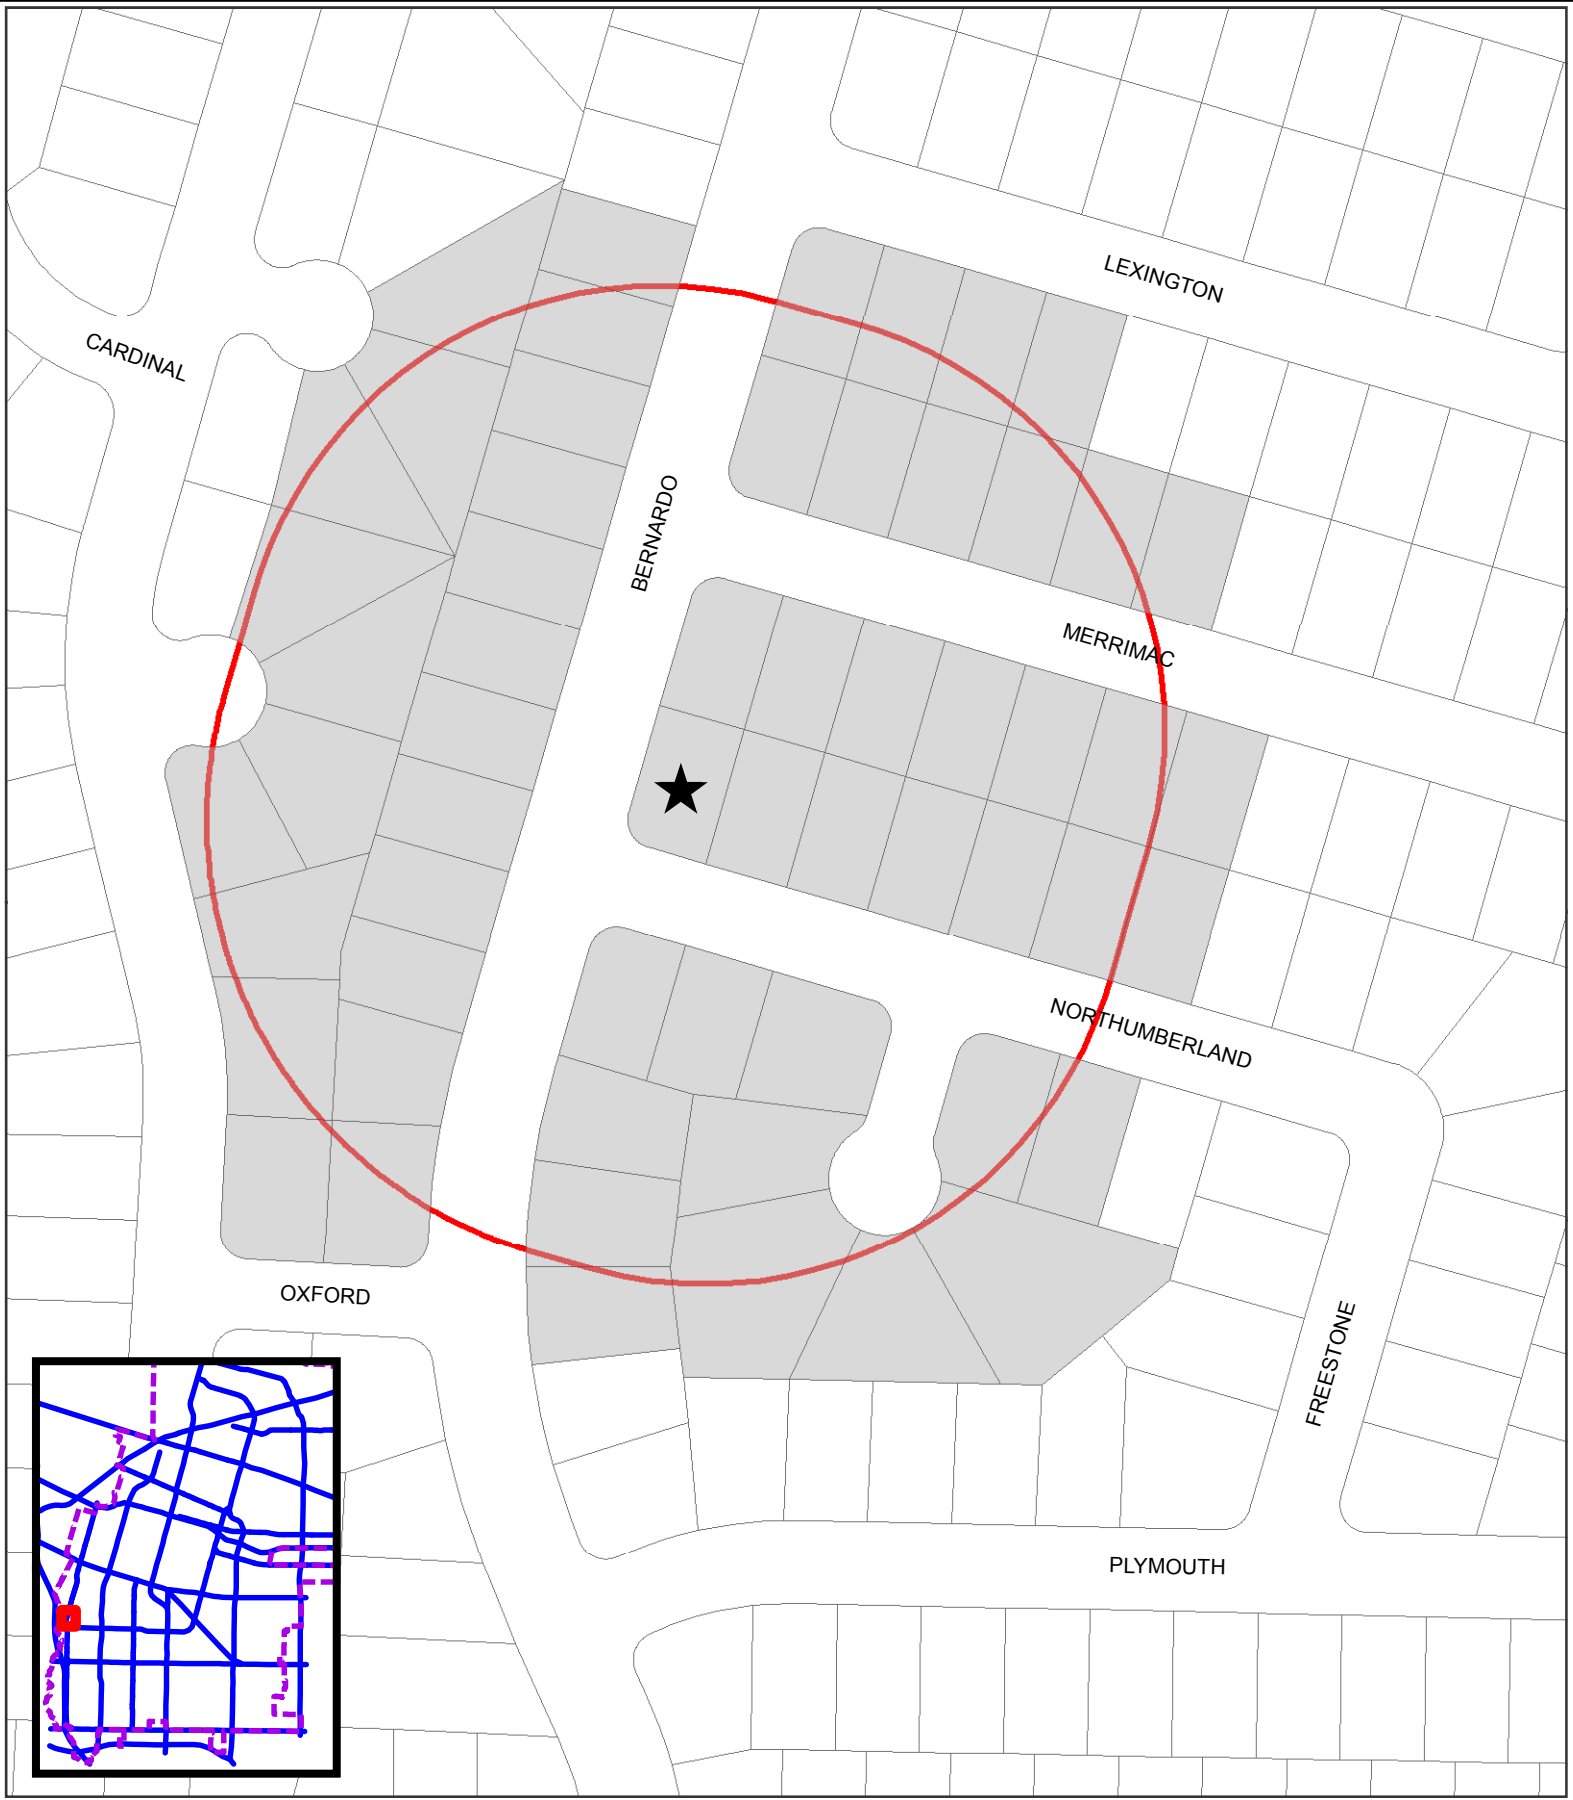 LEXINGTON
CARDINAL
BERNARDO
MERRIMAC
NORTHUMBERLAND
OXFORD
FREESTONE
PLYMOUTH